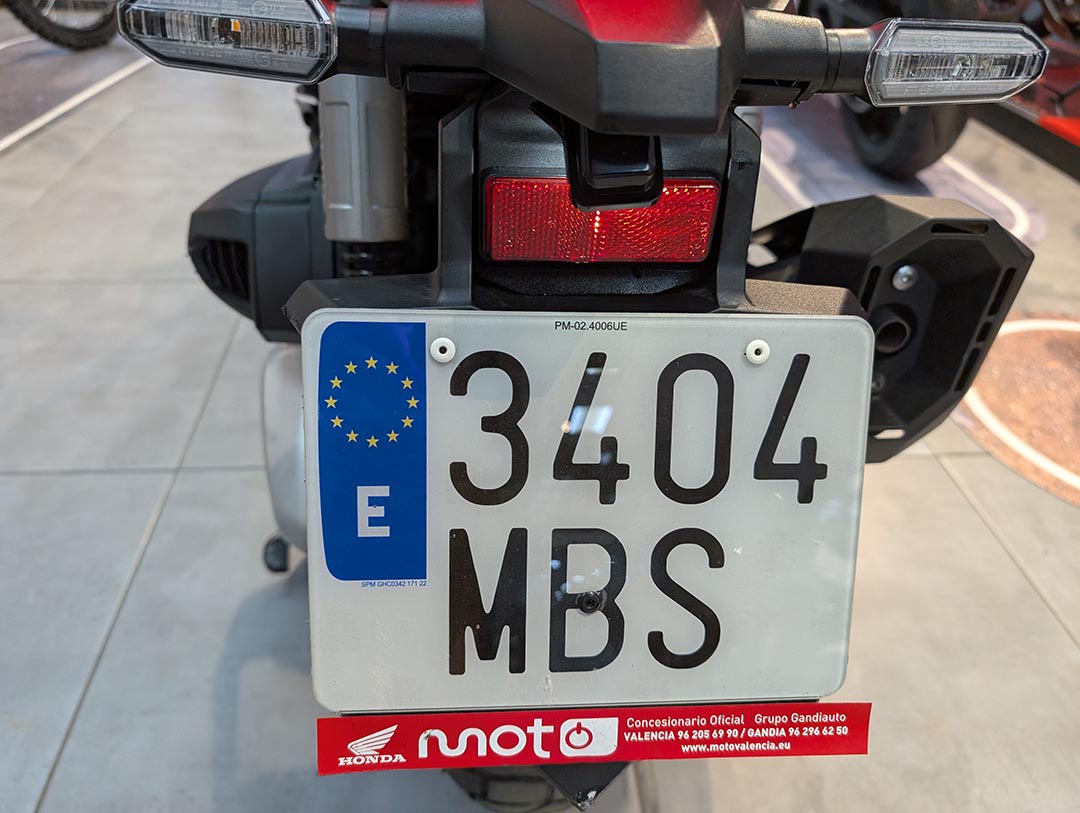 PM-02.4006UE
3404
E
MBS
SPM GHC0342 171 22
HONDA
moto
Concesionario Oficial Grupo Gandiauto
VALENCIA 96 205 69 90 / GANDIA 96 296 62 50
www.motovalencia.eu